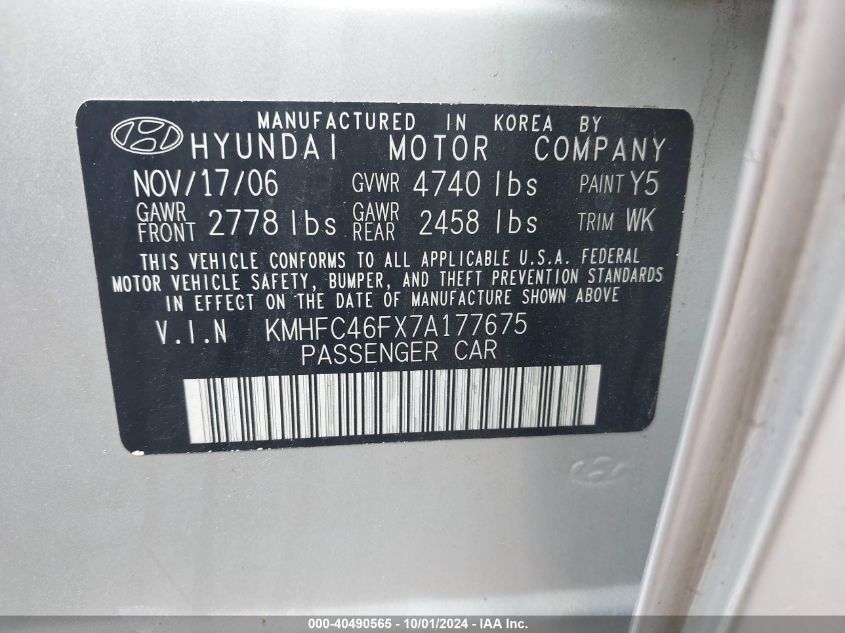 MANUFACTURED IN KOREA BY
HYUNDAI MOTOR COMPANY
NOV/17/06 GVWR 4740 lbs PAINT Y5
GAWR FRONT 2778 lbs GAWR REAR 2458 lbs TRIM WK
THIS VEHICLE CONFORMS TO ALL APPLICABLE U.S.A. FEDERAL
MOTOR VEHICLE SAFETY, BUMPER, AND THEFT PREVENTION STANDARDS
IN EFFECT ON THE DATE OF MANUFACTURE SHOWN ABOVE
V.I.N KMHFC46FX7A177675
PASSENGER CAR
000-40490565 - 10/01/2024 - IAA Inc.